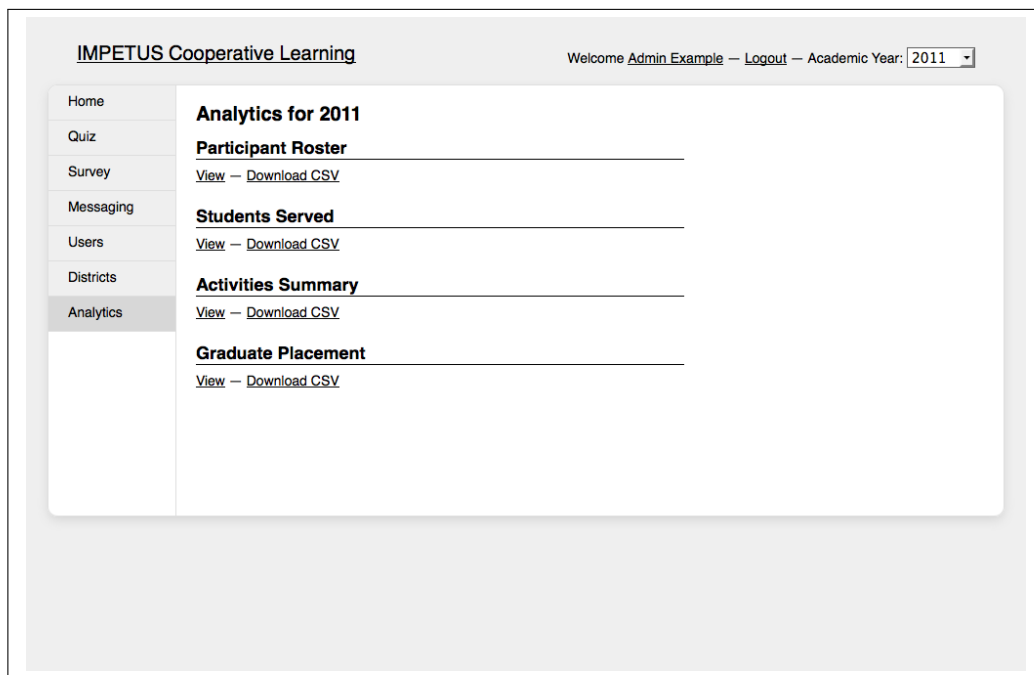 IMPETUS Cooperative Learning
Welcome Admin Example — Logout — Academic Year: 2011
Home
Quiz
Survey
Messaging
Users
Districts
Analytics
Analytics for 2011
Participant Roster
View — Download CSV
Students Served
View — Download CSV
Activities Summary
View — Download CSV
Graduate Placement
View — Download CSV